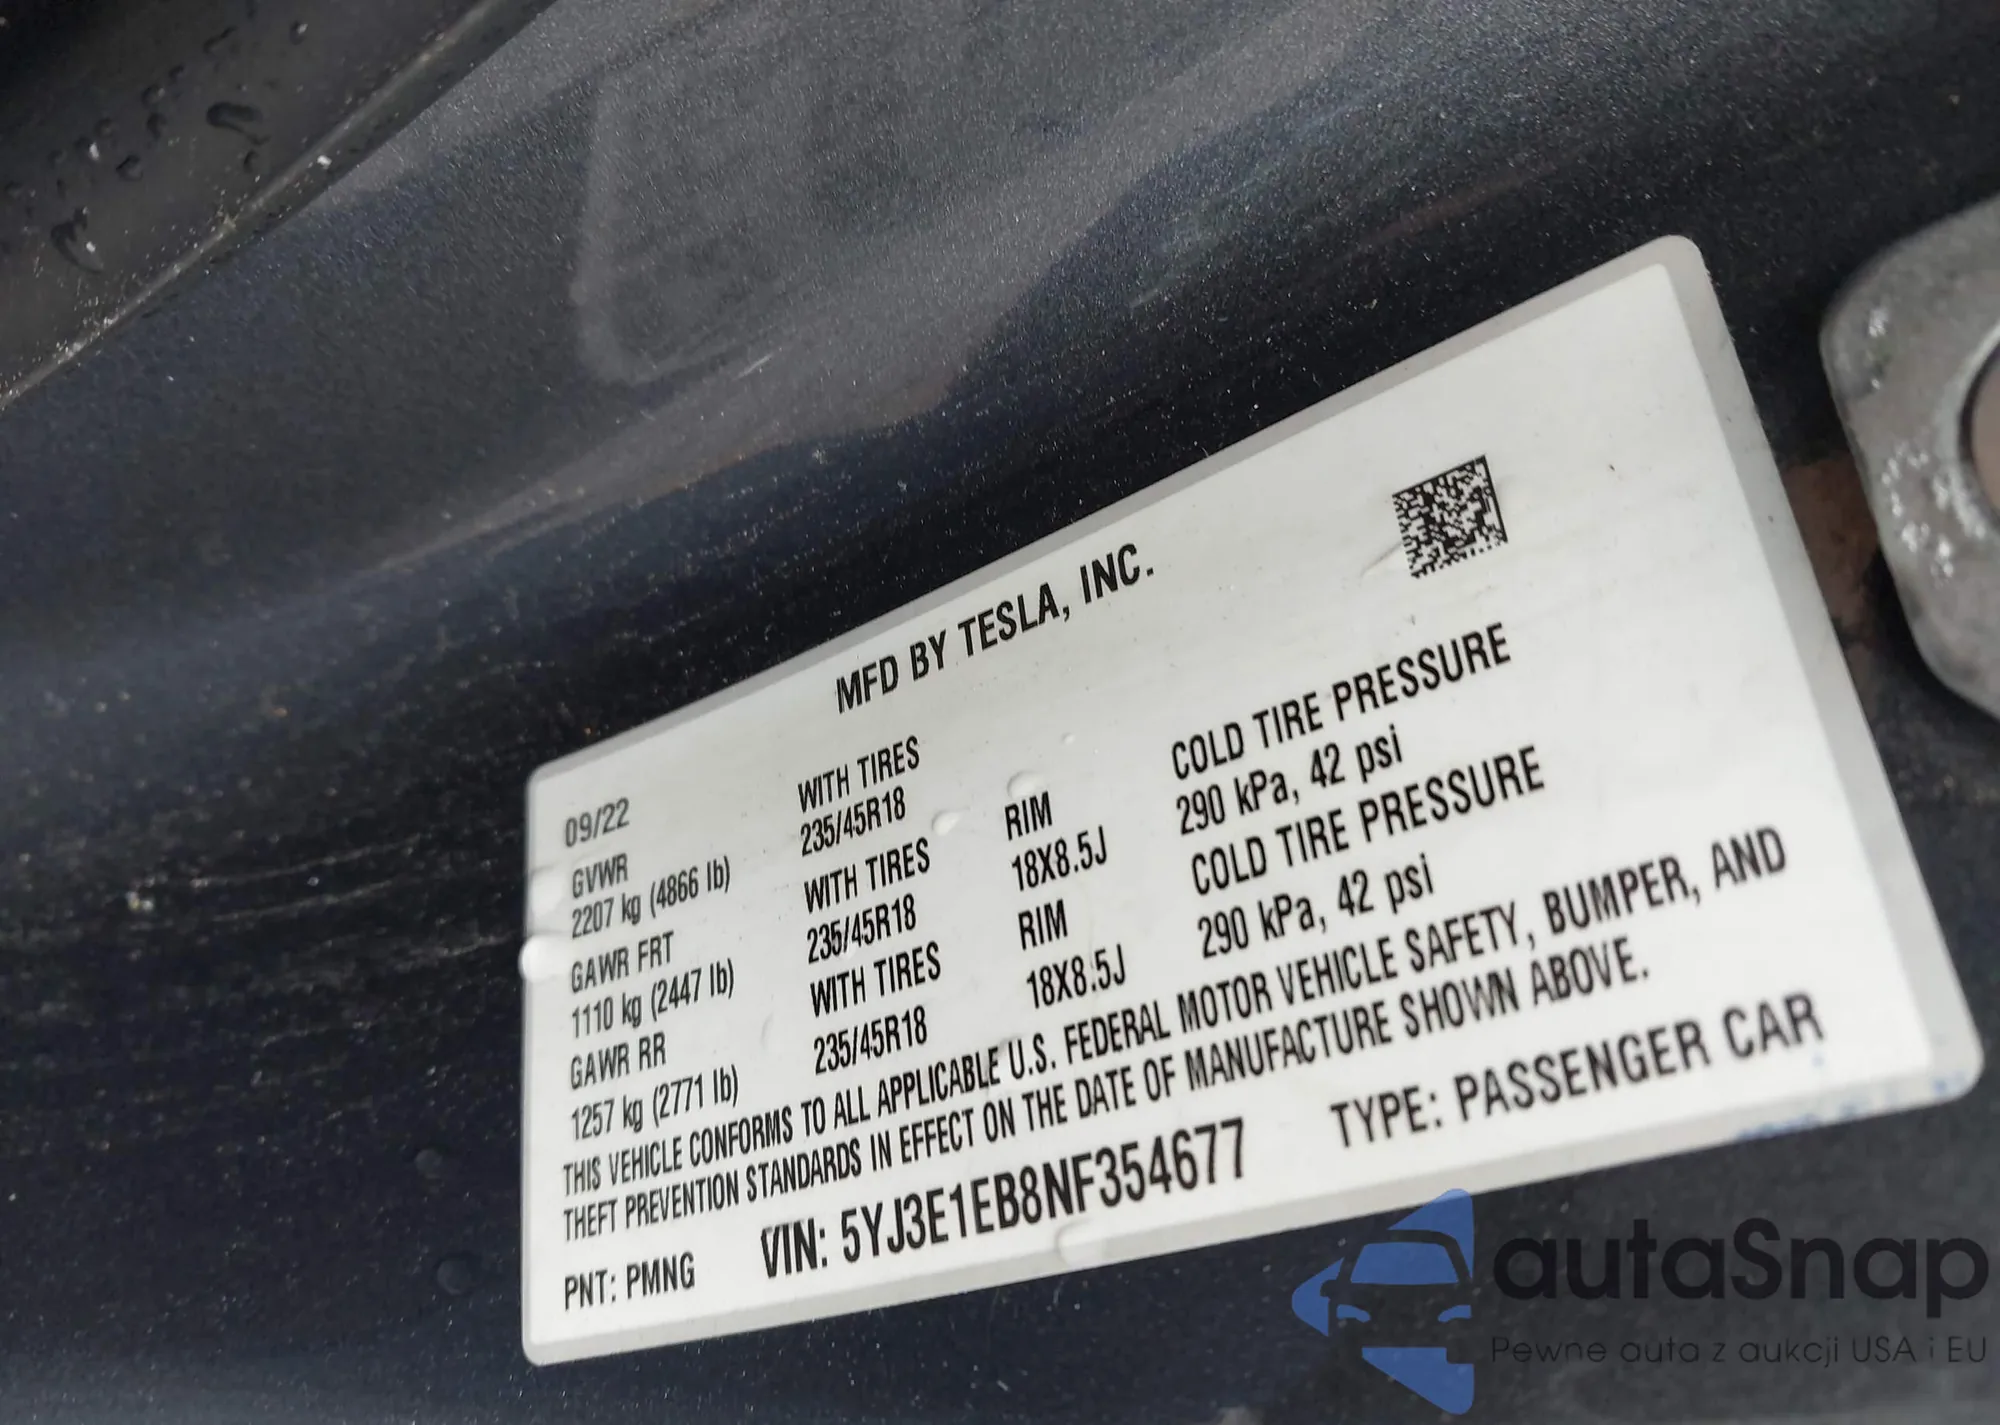 MFD BY TESLA, INC.
09/22
GVWR WITH TIRES RIM COLD TIRE PRESSURE
2207 kg (4866 lb) 235/45R18 18X8.5J 290 kPa, 42 psi
GAWR FRT WITH TIRES RIM COLD TIRE PRESSURE
1110 kg (2447 lb) 235/45R18 18X8.5J 290 kPa, 42 psi
GAWR RR WITH TIRES
1257 kg (2771 lb) 235/45R18
THIS VEHICLE CONFORMS TO ALL APPLICABLE U.S. FEDERAL MOTOR VEHICLE SAFETY, BUMPER, AND
THEFT PREVENTION STANDARDS IN EFFECT ON THE DATE OF MANUFACTURE SHOWN ABOVE.
PNT: PMNG VIN: 5YJ3E1EB8NF354677 TYPE: PASSENGER CAR
autaSnap
Pewne auta z aukcji USA i EU